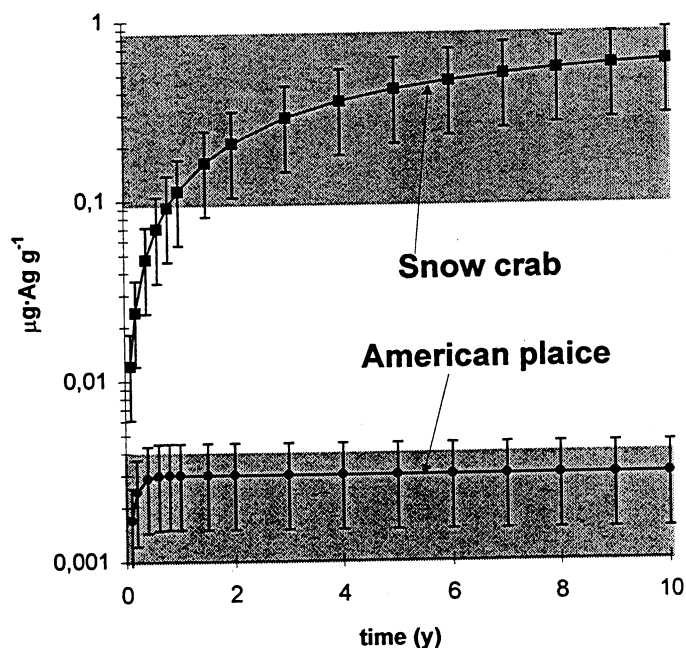 1
0,1
0,01
0,001
µg·Ag g⁻¹
Snow crab
American plaice
0 2 4 6 8 10
time (y)